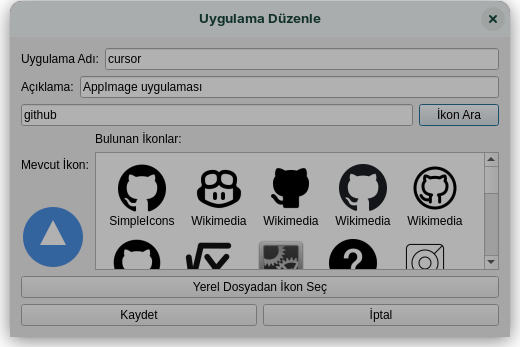 Uygulama Düzenle
Uygulama Adı: cursor
Açıklama: AppImage uygulaması
github İkon Ara
Bulunan İkonlar:
Mevcut İkon:
SimpleIcons Wikimedia Wikimedia Wikimedia Wikimedia
Yerel Dosyadan İkon Seç
Kaydet İptal